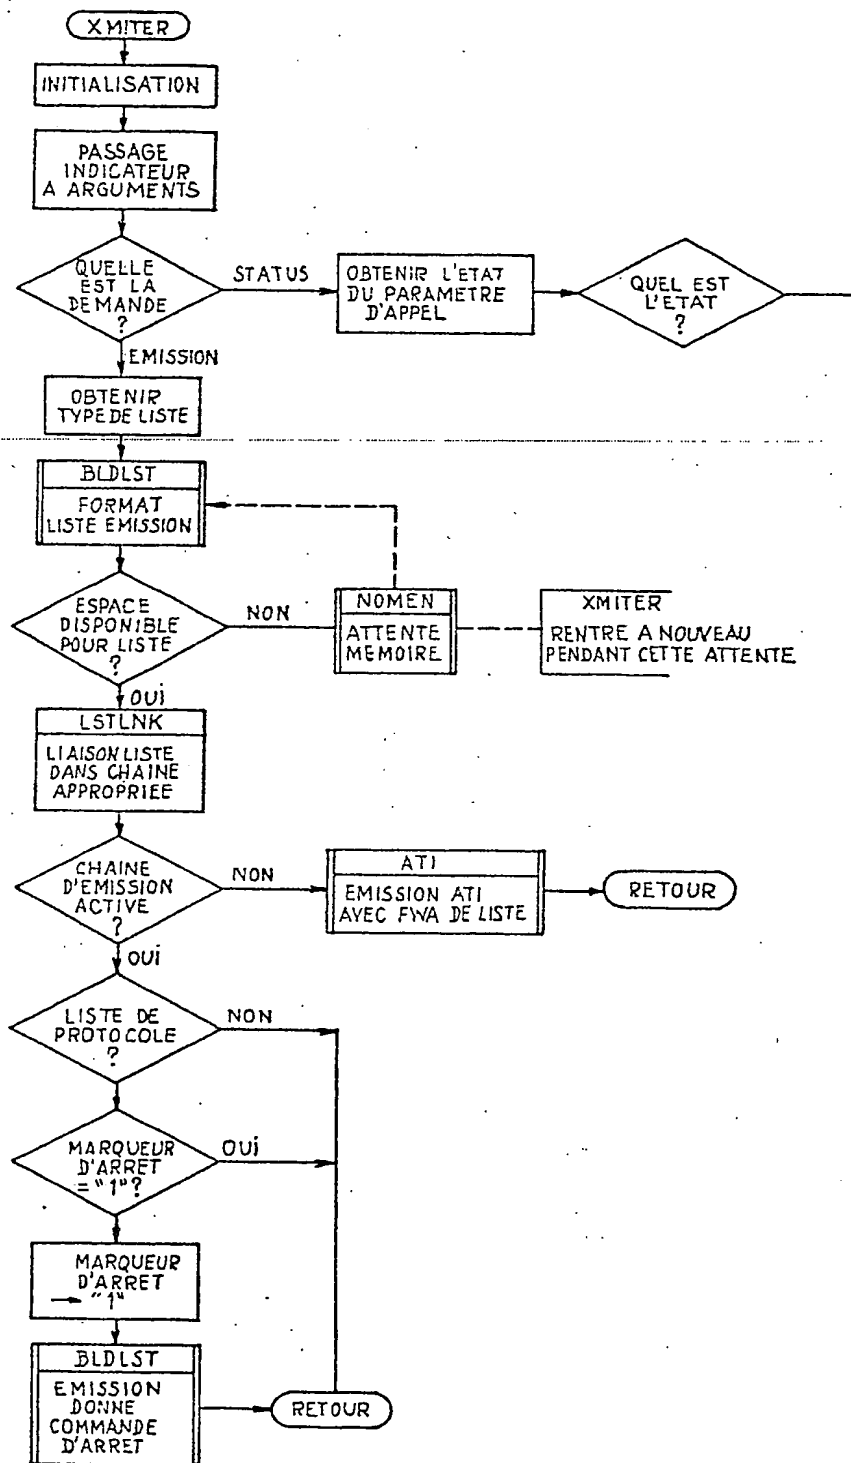 XMITER
INITIALISATION
PASSAGE
INDICATEUR
A ARGUMENTS
QUELLE
EST LA
DEMANDE
?
STATUS
OBTENIR L'ETAT
DU PARAMETRE
D'APPEL
QUEL EST
L'ETAT
?
EMISSION
OBTENIR
TYPE DE LISTE
BLDLST
FORMAT
LISTE EMISSION
ESPACE
DISPONIBLE
POUR LISTE
?
NON
NOMEN
ATTENTE
MEMOIRE
XMITER
RENTRE A NOUVEAU
PENDANT CETTE ATTENTE
OUI
LSTLNK
LIAISON LISTE
DANS CHAINE
APPROPRIEE
CHAINE
D'EMISSION
ACTIVE
?
NON
ATI
EMISSION ATI
AVEC FWA DE LISTE
RETOUR
OUI
LISTE DE
PROTOCOLE
?
NON
MARQUEUR
D'ARRET
= "1"?
OUI
MARQUEUR
D'ARRET
→ "1"
BLDLST
EMISSION
DONNE
COMMANDE
D'ARRET
RETOUR